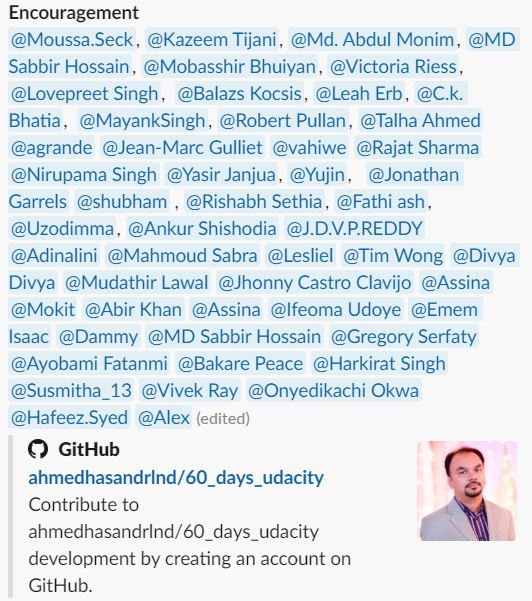 Encouragement
@Moussa.Seck, @Kazeem Tijani, @Md. Abdul Monim, @MD
Sabbir Hossain, @Mobasshir Bhuiyan, @Victoria Riess,
@Lovepreet Singh, @Balazs Kocsis, @Leah Erb, @C.k.
Bhatia, @MayankSingh, @Robert Pullan, @Talha Ahmed
@agrande @Jean-Marc Gulliet @vahiwe @Rajat Sharma
@Nirupama Singh @Yasir Janjua, @Yujin, @Jonathan
Garrels @shubham , @Rishabh Sethia, @Fathi ash,
@Uzodimma, @Ankur Shishodia @J.D.V.P.REDDY
@Adinalini @Mahmoud Sabra @Lesliel @Tim Wong @Divya
Divya @Mudathir Lawal @Jhonny Castro Clavijo @Assina
@Mokit @Abir Khan @Assina @Ifeoma Udoye @Emem
Isaac @Dammy @MD Sabbir Hossain @Gregory Serfaty
@Ayobami Fatanmi @Bakare Peace @Harkirat Singh
@Susmitha_13 @Vivek Ray @Onyedikachi Okwa
@Hafeez.Syed @Alex (edited)
GitHub
ahmedhasandrlnd/60_days_udacity
Contribute to
ahmedhasandrlnd/60_days_udacity
development by creating an account on
GitHub.